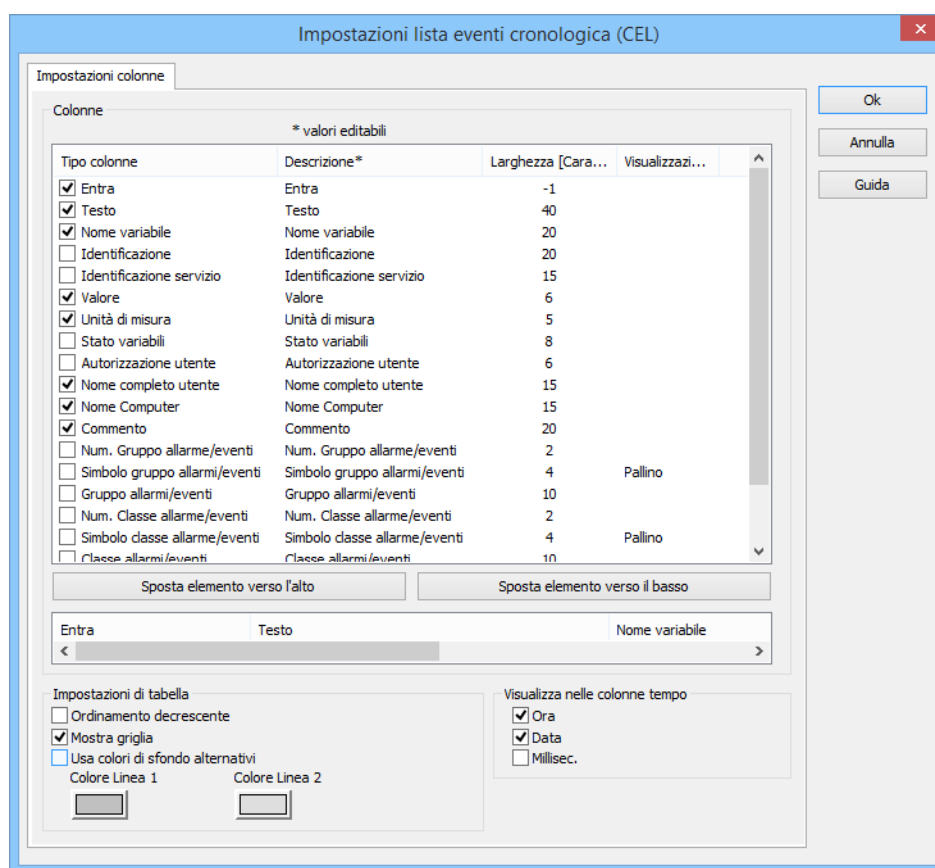 Impostazioni lista eventi cronologica (CEL)
Impostazioni colonne
Ok
Annulla
Guida
Colonne
* valori editabili
Tipo colonne Descrizione* Larghezza [Cara... Visualizzazi...
Entra Entra -1
Testo Testo 40
Nome variabile Nome variabile 20
Identificazione Identificazione 20
Identificazione servizio Identificazione servizio 15
Valore Valore 6
Unità di misura Unità di misura 5
Stato variabili Stato variabili 8
Autorizzazione utente Autorizzazione utente 6
Nome completo utente Nome completo utente 15
Nome Computer Nome Computer 15
Commento Commento 20
Num. Gruppo allarme/eventi Num. Gruppo allarme/eventi 2
Simbolo gruppo allarmi/eventi Simbolo gruppo allarmi/eventi 4 Pallino
Gruppo allarmi/eventi Gruppo allarmi/eventi 10
Num. Classe allarme/eventi Num. Classe allarme/eventi 2
Simbolo classe allarme/eventi Simbolo classe allarme/eventi 4 Pallino
Classe allarmi/eventi Classe allarmi/eventi 10
Sposta elemento verso l'alto Sposta elemento verso il basso
Entra Testo Nome variabile
Impostazioni di tabella
Ordinamento decrescente
Mostra griglia
Usa colori di sfondo alternativi
Colore Linea 1 Colore Linea 2
Visualizza nelle colonne tempo
Ora
Data
Millisec.